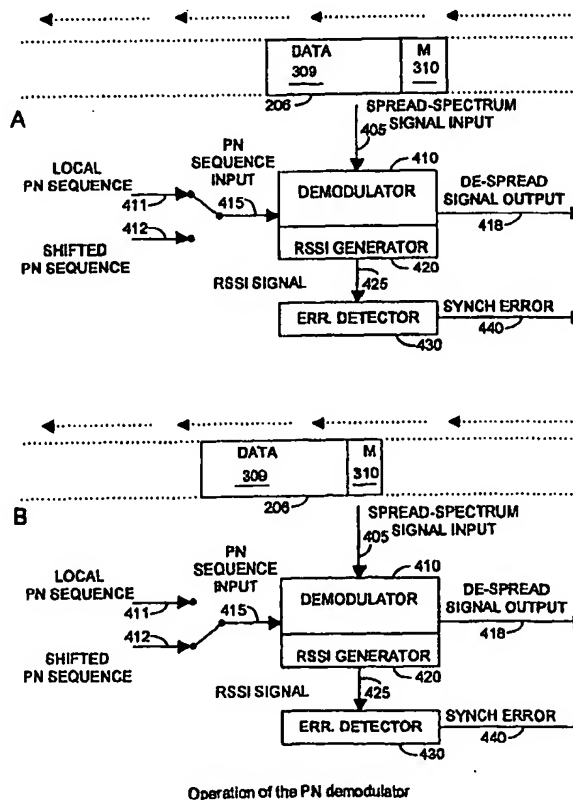 DATA M
309 310
206
SPREAD-SPECTRUM
SIGNAL INPUT
405
A
PN
SEQUENCE
INPUT
410
LOCAL
PN SEQUENCE
411
415
DEMODULATOR
DE-SPREAD
SIGNAL OUTPUT
418
412
SHIFTED
PN SEQUENCE
RSSI GENERATOR
420
RSSI SIGNAL
425
ERR. DETECTOR
430
SYNCH ERROR
440
DATA M
309 310
206
B
SPREAD-SPECTRUM
SIGNAL INPUT
405
PN
SEQUENCE
INPUT
410
LOCAL
PN SEQUENCE
411
415
DEMODULATOR
DE-SPREAD
SIGNAL OUTPUT
418
412
SHIFTED
PN SEQUENCE
RSSI GENERATOR
420
RSSI SIGNAL
425
ERR. DETECTOR
430
SYNCH ERROR
440
Operation of the PN demodulator